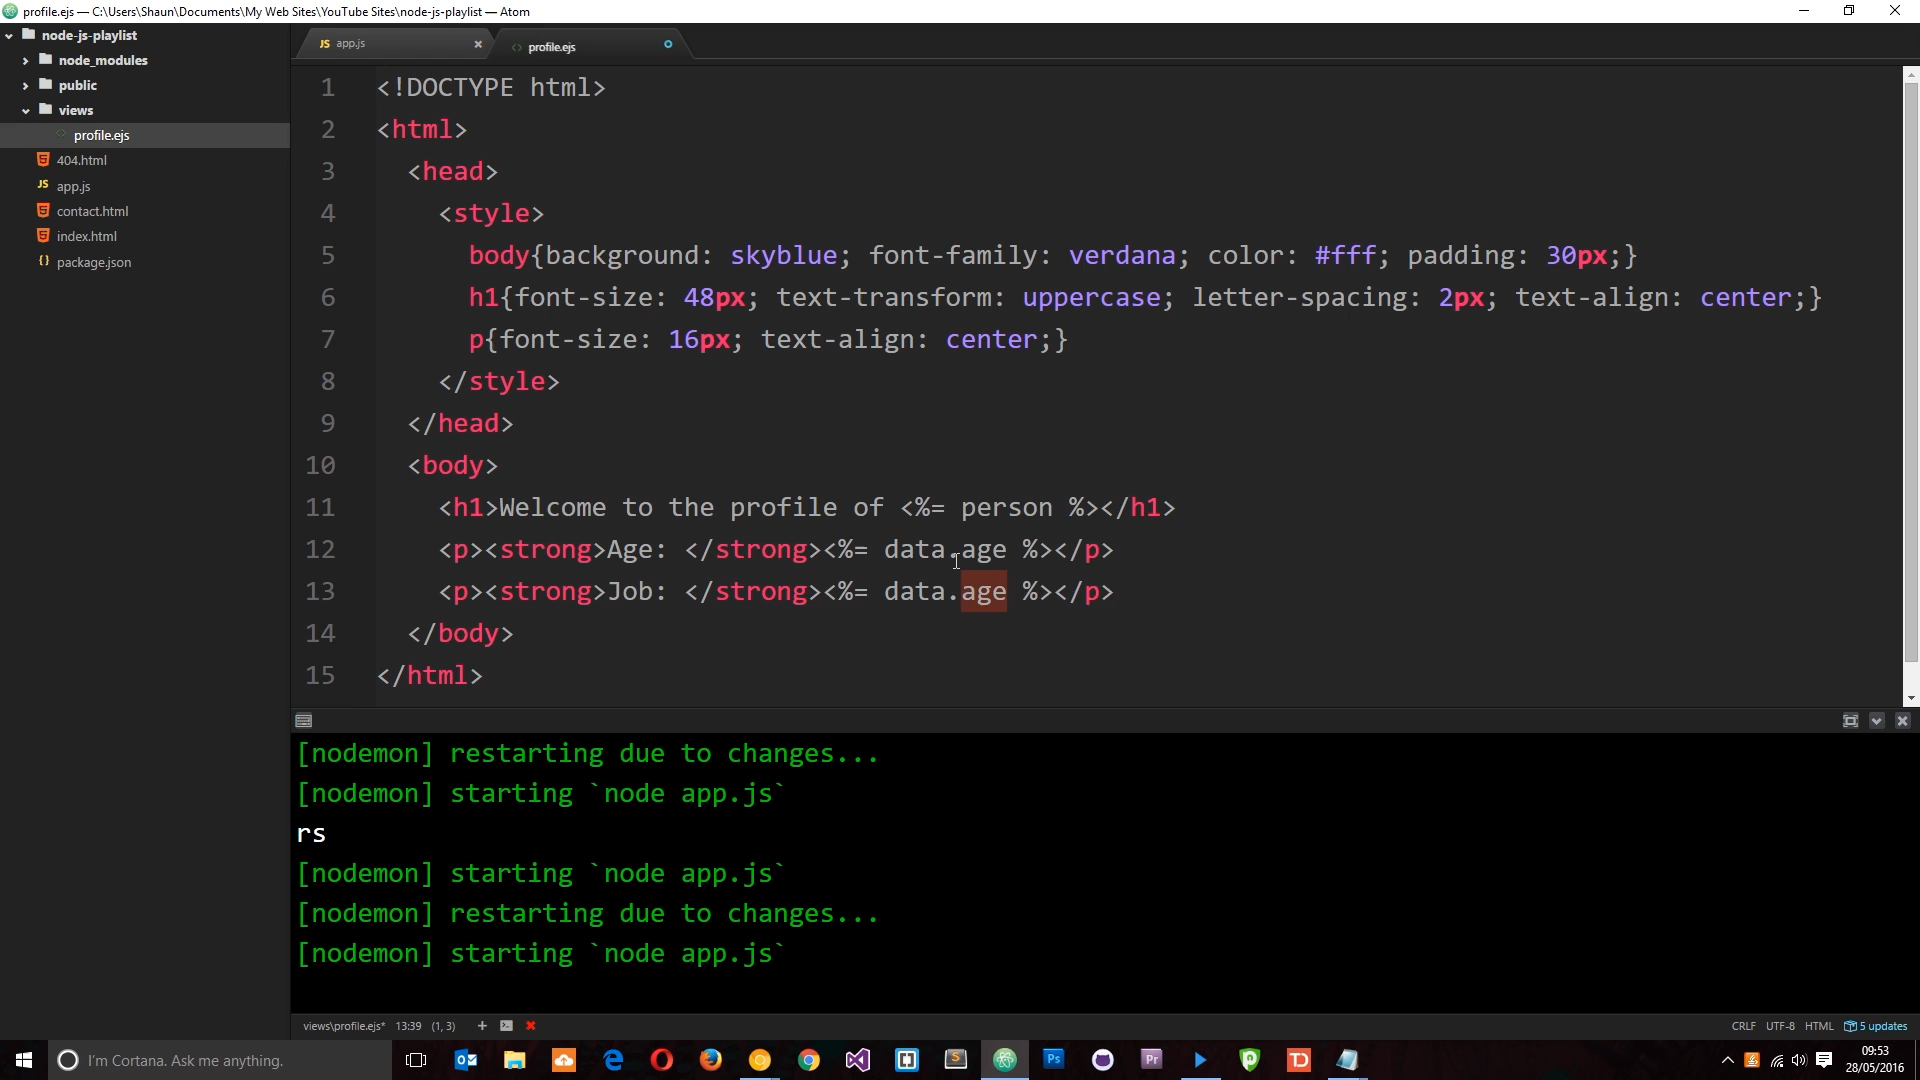 profile.ejs — C:\Users\Shaun\Documents\My Web Sites\YouTube Sites\node-js-playlist — Atom
node-js-playlist
node_modules
public
views
profile.ejs
404.html
JS app.js
contact.html
index.html
{} package.json
JS app.js
<> profile.ejs
1 <!DOCTYPE html>
2 <html>
3 <head>
4 <style>
5 body{background: skyblue; font-family: verdana; color: #fff; padding: 30px;}
6 h1{font-size: 48px; text-transform: uppercase; letter-spacing: 2px; text-align: center;}
7 p{font-size: 16px; text-align: center;}
8 </style>
9 </head>
10 <body>
11 <h1>Welcome to the profile of <%= person %></h1>
12 <p><strong>Age: </strong><%= data.age %></p>
13 <p><strong>Job: </strong><%= data.age %></p>
14 </body>
15 </html>
[nodemon] restarting due to changes...
[nodemon] starting `node app.js`
rs
[nodemon] starting `node app.js`
[nodemon] restarting due to changes...
[nodemon] starting `node app.js`
views\profile.ejs* 13:39 (1, 3)
CRLF UTF-8 HTML 5 updates
I'm Cortana. Ask me anything.
Ps
Pr
TD
09:53
28/05/2016